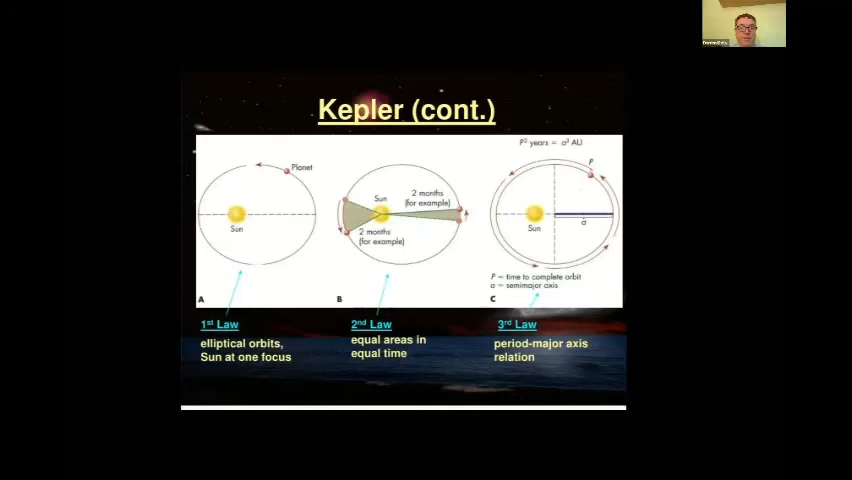 Darren Kelly
Kepler (cont.)
Planet
Sun
A
Sun
2 months
(for example)
2 months
(for example)
B
P² years = a³ AU
P
Sun
a
P = time to complete orbit
a = semimajor axis
C
1st Law
elliptical orbits,
Sun at one focus
2nd Law
equal areas in
equal time
3rd Law
period-major axis
relation